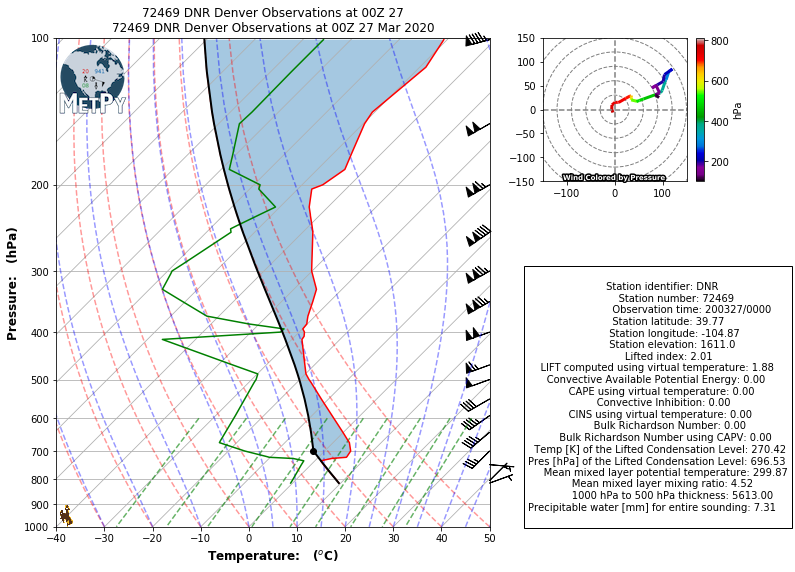 72469 DNR Denver Observations at 00Z 27
72469 DNR Denver Observations at 00Z 27 Mar 2020
100
200
300
400
500
600
700
800
900
1000
Pressure: (hPa)
−40
−30
−20
−10
0
10
20
30
40
50
Temperature: (°C)
METPY
150
100
50
0
−50
−100
−150
−100
0
100
Wind Colored by Pressure
800
600
400
200
hPa
Station identifier: DNR
Station number: 72469
Observation time: 200327/0000
Station latitude: 39.77
Station longitude: -104.87
Station elevation: 1611.0
Lifted index: 2.01
LIFT computed using virtual temperature: 1.88
Convective Available Potential Energy: 0.00
CAPE using virtual temperature: 0.00
Convective Inhibition: 0.00
CINS using virtual temperature: 0.00
Bulk Richardson Number: 0.00
Bulk Richardson Number using CAPV: 0.00
Temp [K] of the Lifted Condensation Level: 270.42
Pres [hPa] of the Lifted Condensation Level: 696.53
Mean mixed layer potential temperature: 299.87
Mean mixed layer mixing ratio: 4.52
1000 hPa to 500 hPa thickness: 5613.00
Precipitable water [mm] for entire sounding: 7.31